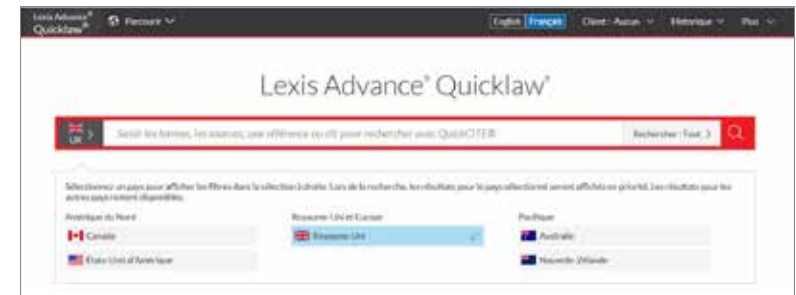 Lexis Advance® Quicklaw®
Parcourir
English Français Client : Aucun Historique Plus
Lexis Advance® Quicklaw®
UK
Saisir les termes, les sources, une référence ou cit: pour rechercher avec QuickCITE®
Rechercher : Tout
Sélectionnez un pays pour afficher les filtres dans la sélection à droite. Lors de la recherche, les résultats pour le pays sélectionné seront affichés en priorité. Les résultats pour les
autres pays restent disponibles.
Amérique du Nord Royaume-Uni et Europe Pacifique
Canada Royaume-Uni Australie
États-Unis d'Amérique Nouvelle-Zélande